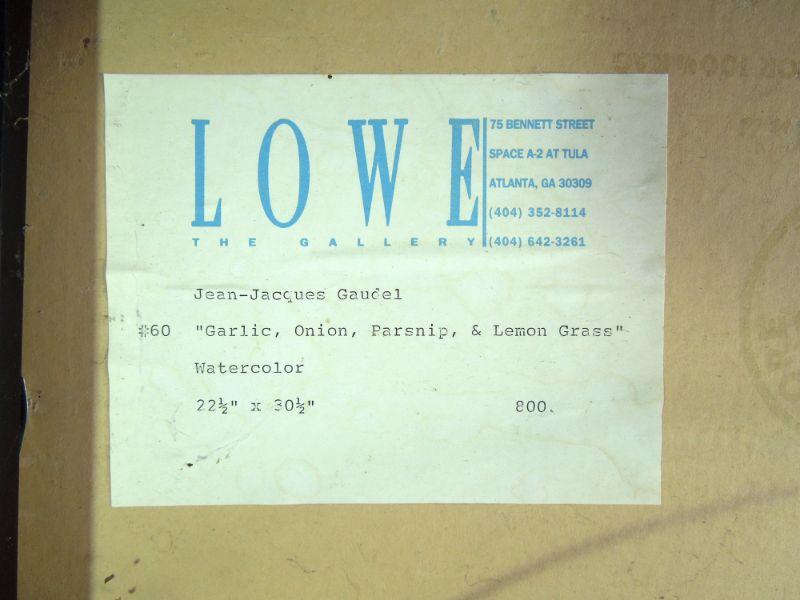 LOWE
THE GALLERY
75 BENNETT STREET
SPACE A-2 AT TULA
ATLANTA, GA 30309
(404) 352-8114
(404) 642-3261
Jean-Jacques Gaudel
#60 "Garlic, Onion, Parsnip, & Lemon Grass"
Watercolor
22½" x 30½" 800.